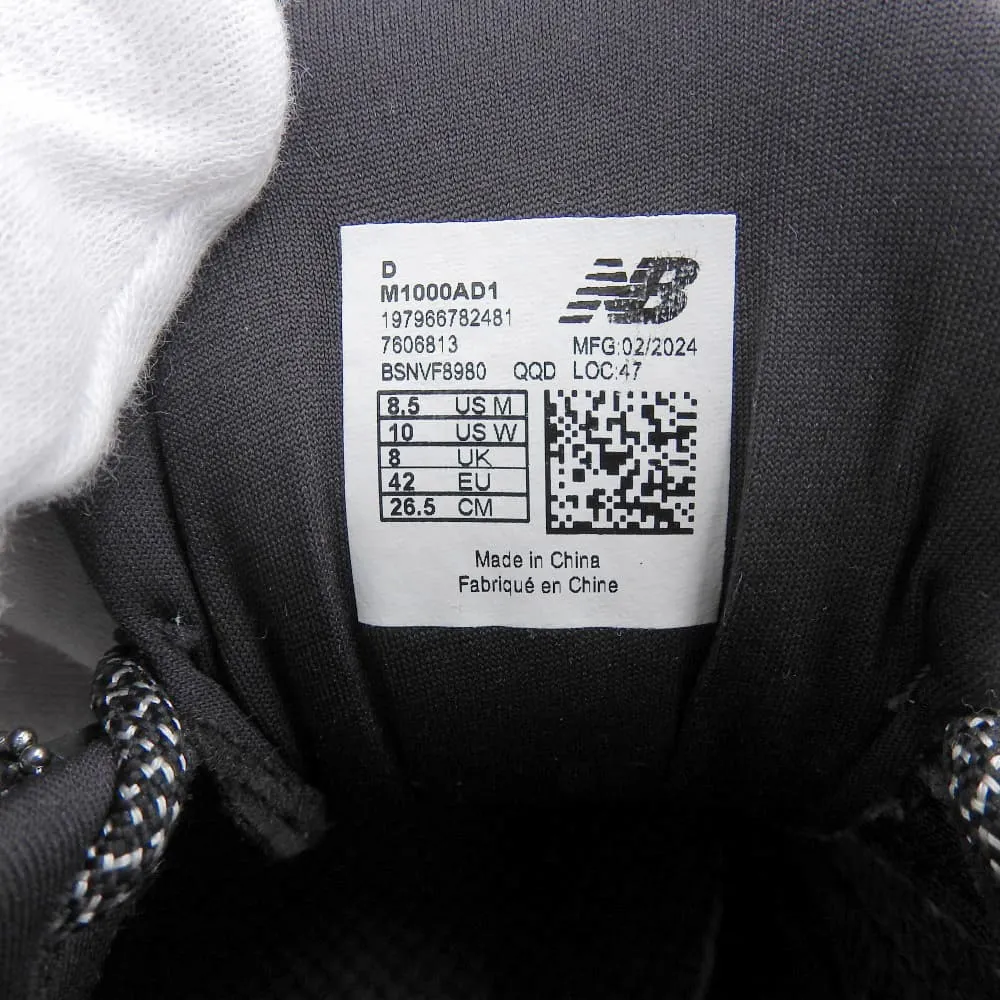 D
M1000AD1
197966782481
7606813
BSNVF8980 QQD
NB
MFG:02/2024
LOC:47
8.5 US M
10 US W
8 UK
42 EU
26.5 CM
Made in China
Fabriqué en Chine